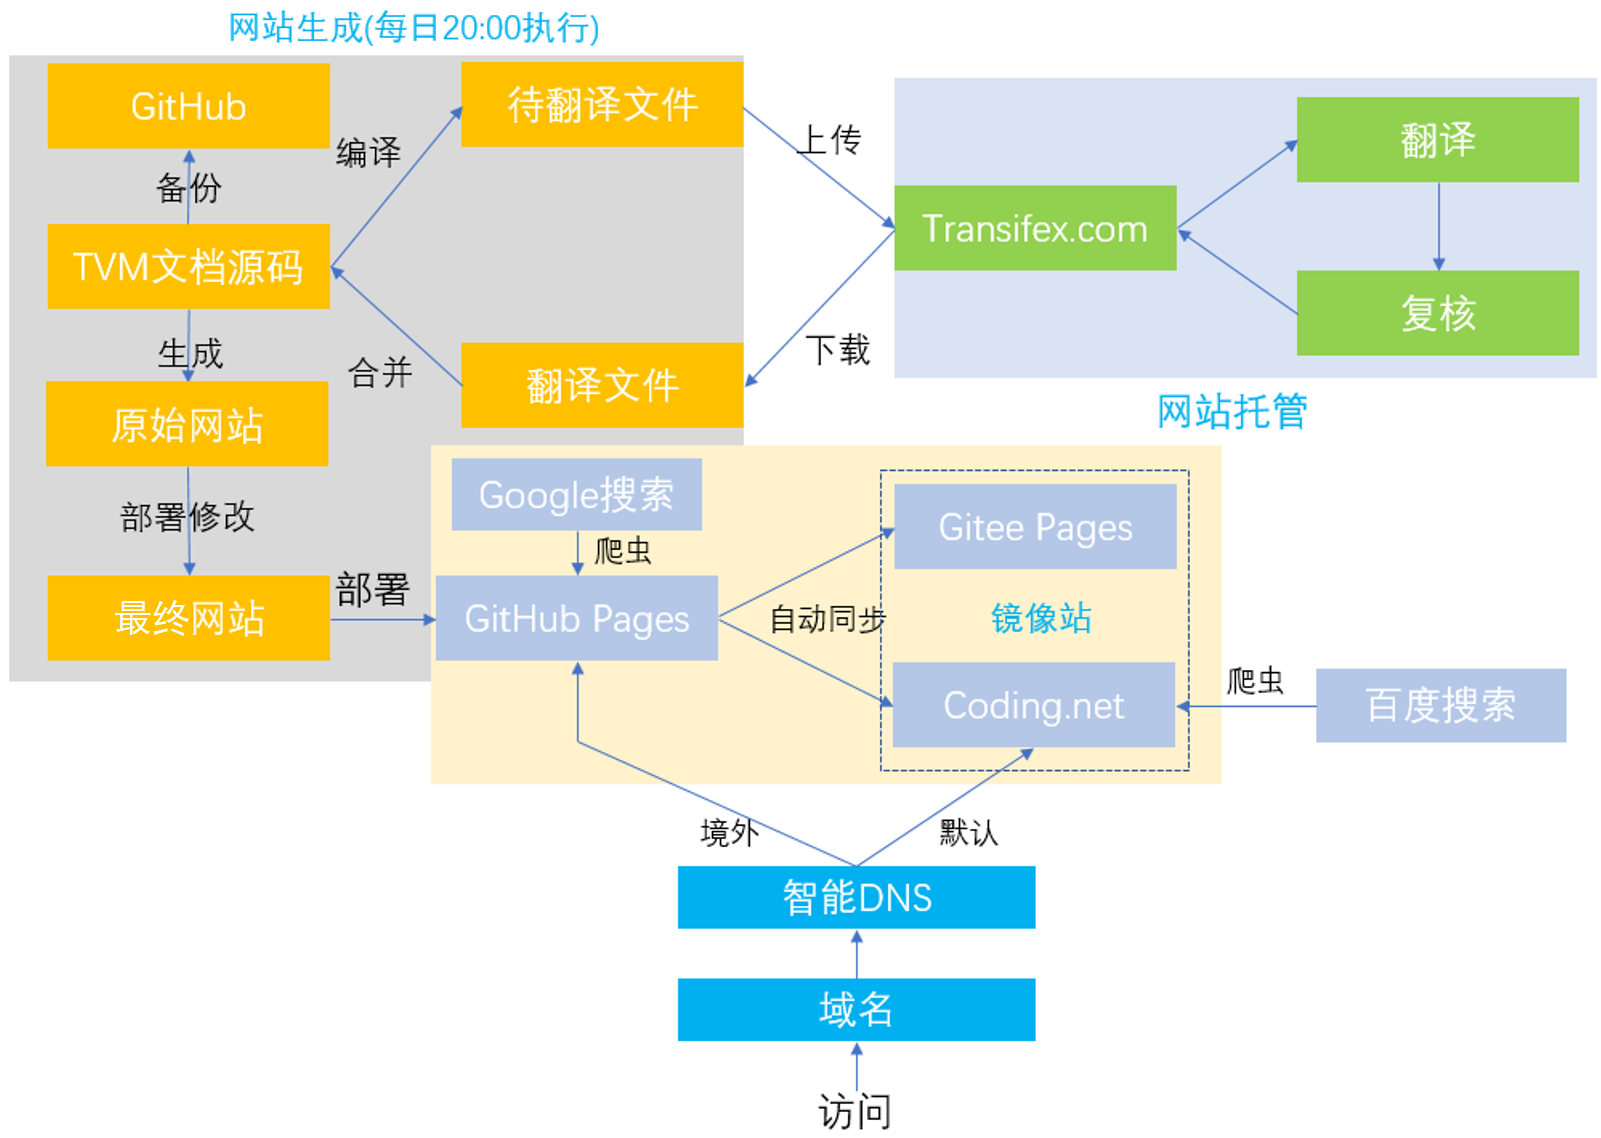 网站生成(每日20:00执行)
GitHub
待翻译文件
编译
上传
翻译
备份
Transifex.com
TVM文档源码
复核
生成
合并
下载
翻译文件
原始网站
网站托管
Google搜索
部署修改
爬虫
Gitee Pages
最终网站
部署
GitHub Pages
自动同步
镜像站
Coding.net
爬虫
百度搜索
境外
默认
智能DNS
域名
访问